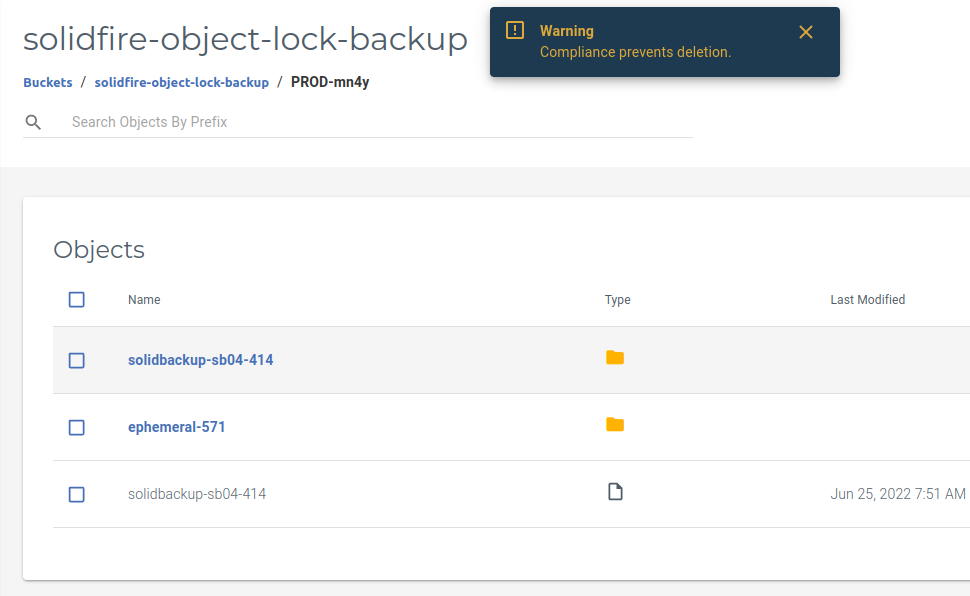 solidfire-object-lock-backup
Warning
Compliance prevents deletion.
Buckets / solidfire-object-lock-backup / PROD-mn4y
Search Objects By Prefix
Objects
Name Type Last Modified
solidbackup-sb04-414
ephemeral-571
solidbackup-sb04-414 Jun 25, 2022 7:51 AM